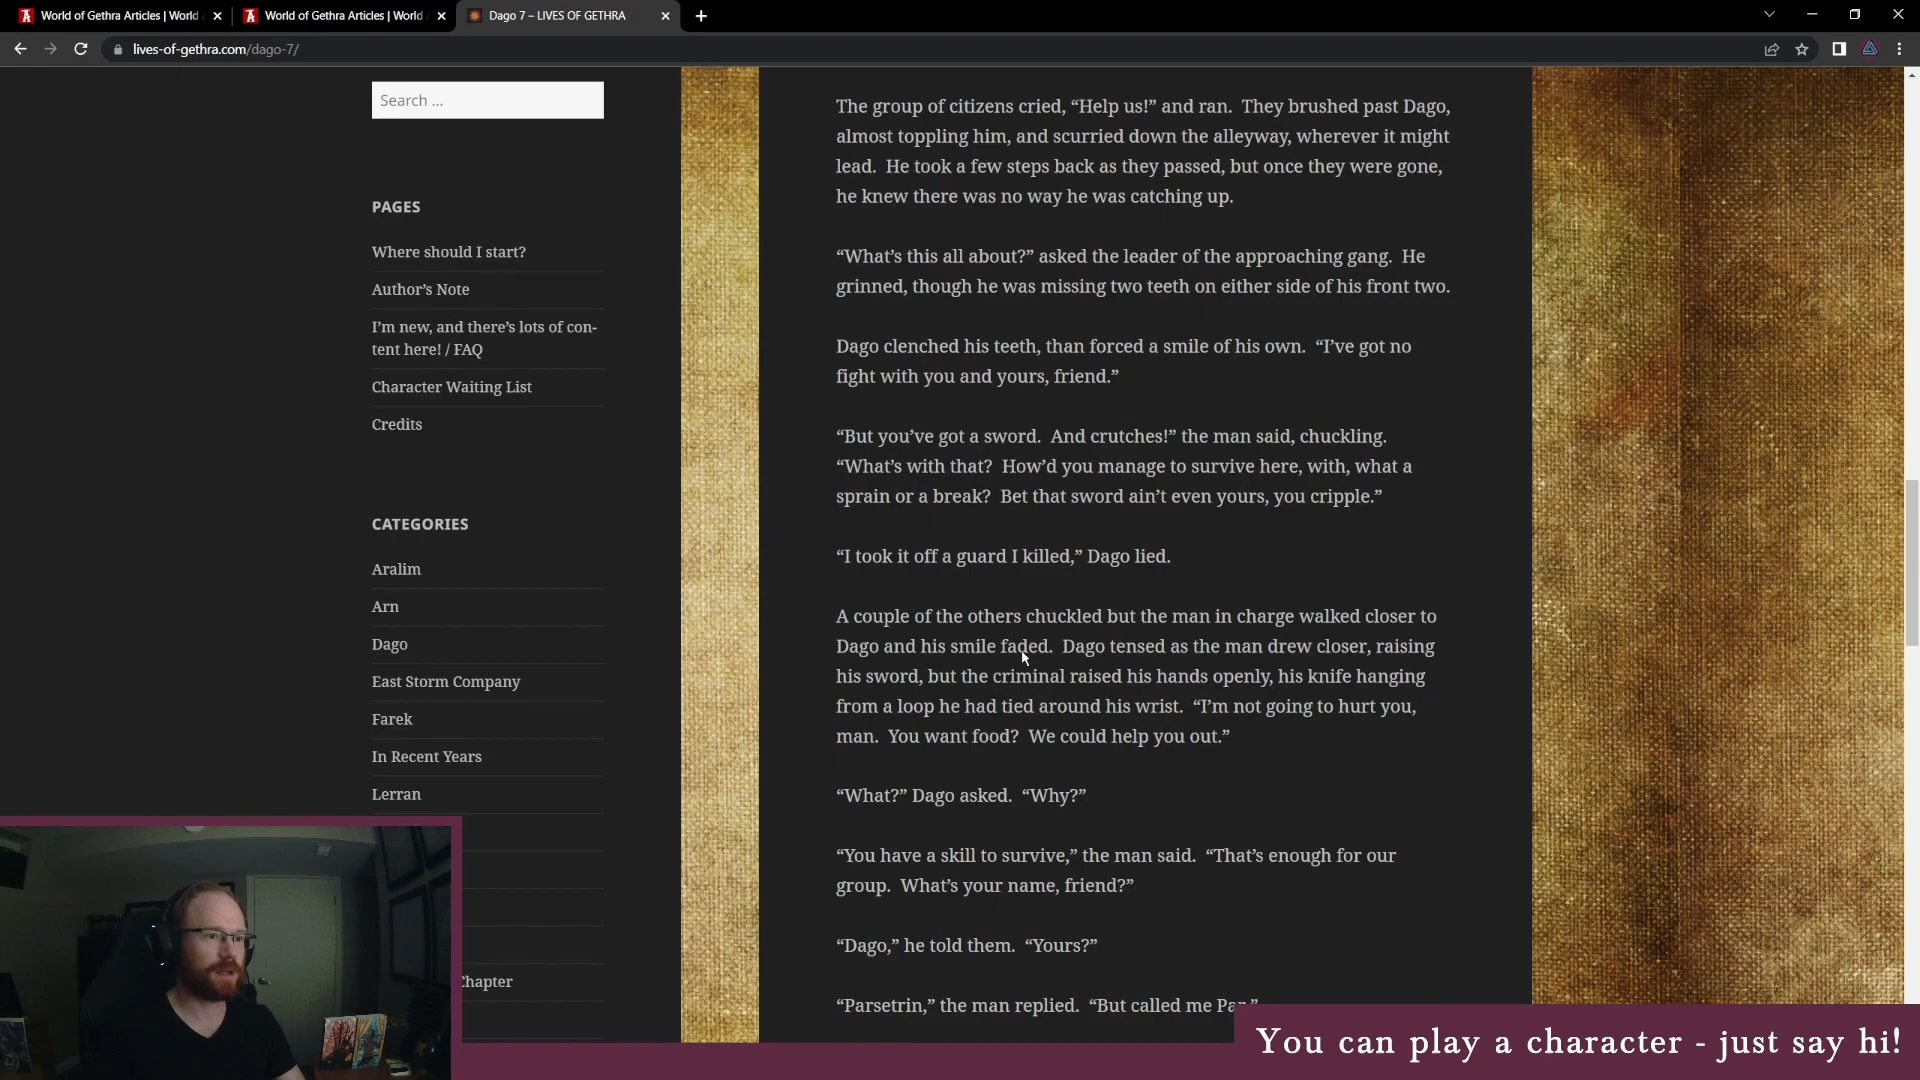 World of Gethra Articles | World
World of Gethra Articles | World
Dago 7 – LIVES OF GETHRA
lives-of-gethra.com/dago-7/
Search ...
PAGES
Where should I start?
Author’s Note
I’m new, and there’s lots of con-
tent here! / FAQ
Character Waiting List
Credits
CATEGORIES
Aralim
Arn
Dago
East Storm Company
Farek
In Recent Years
Lerran
Chapter
The group of citizens cried, “Help us!” and ran. They brushed past Dago,
almost toppling him, and scurried down the alleyway, wherever it might
lead. He took a few steps back as they passed, but once they were gone,
he knew there was no way he was catching up.
“What’s this all about?” asked the leader of the approaching gang. He
grinned, though he was missing two teeth on either side of his front two.
Dago clenched his teeth, than forced a smile of his own. “I’ve got no
fight with you and yours, friend.”
“But you’ve got a sword. And crutches!” the man said, chuckling.
“What’s with that? How’d you manage to survive here, with, what a
sprain or a break? Bet that sword ain’t even yours, you cripple.”
“I took it off a guard I killed,” Dago lied.
A couple of the others chuckled but the man in charge walked closer to
Dago and his smile faded. Dago tensed as the man drew closer, raising
his sword, but the criminal raised his hands openly, his knife hanging
from a loop he had tied around his wrist. “I’m not going to hurt you,
man. You want food? We could help you out.”
“What?” Dago asked. “Why?”
“You have a skill to survive,” the man said. “That’s enough for our
group. What’s your name, friend?”
“Dago,” he told them. “Yours?”
“Parsetrin,” the man replied. “But called me Par.”
You can play a character - just say hi!